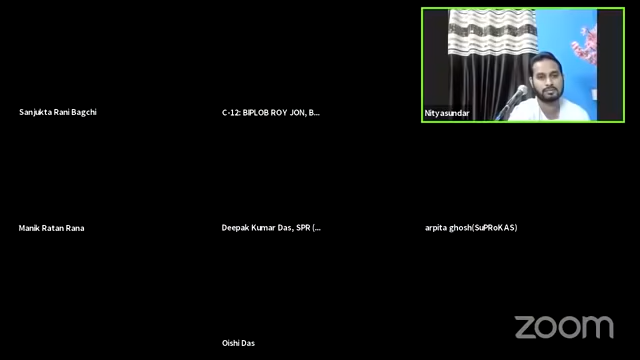 Sanjukta Rani Bagchi
C-12: BIPLOB ROY JON, B...
Nityasundar
Manik Ratan Rana
Deepak Kumar Das, SPR (...
arpita ghosh(SuPRoKAS)
Oishi Das
zoom